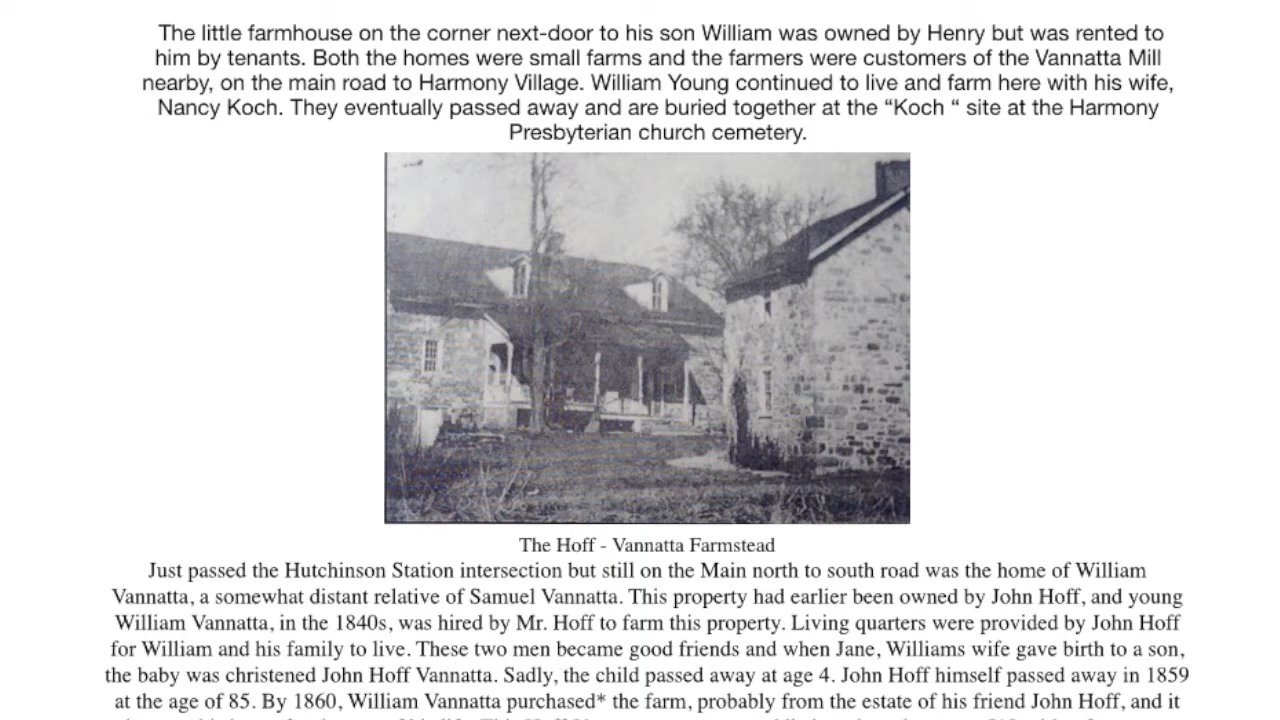 The little farmhouse on the corner next-door to his son William was owned by Henry but was rented to
him by tenants. Both the homes were small farms and the farmers were customers of the Vannatta Mill
nearby, on the main road to Harmony Village. William Young continued to live and farm here with his wife,
Nancy Koch. They eventually passed away and are buried together at the “Koch “ site at the Harmony
Presbyterian church cemetery.
The Hoff - Vannatta Farmstead
Just passed the Hutchinson Station intersection but still on the Main north to south road was the home of William
Vannatta, a somewhat distant relative of Samuel Vannatta. This property had earlier been owned by John Hoff, and young
William Vannatta, in the 1840s, was hired by Mr. Hoff to farm this property. Living quarters were provided by John Hoff
for William and his family to live. These two men became good friends and when Jane, Williams wife gave birth to a son,
the baby was christened John Hoff Vannatta. Sadly, the child passed away at age 4. John Hoff himself passed away in 1859
at the age of 85. By 1860, William Vannatta purchased* the farm, probably from the estate of his friend John Hoff, and it